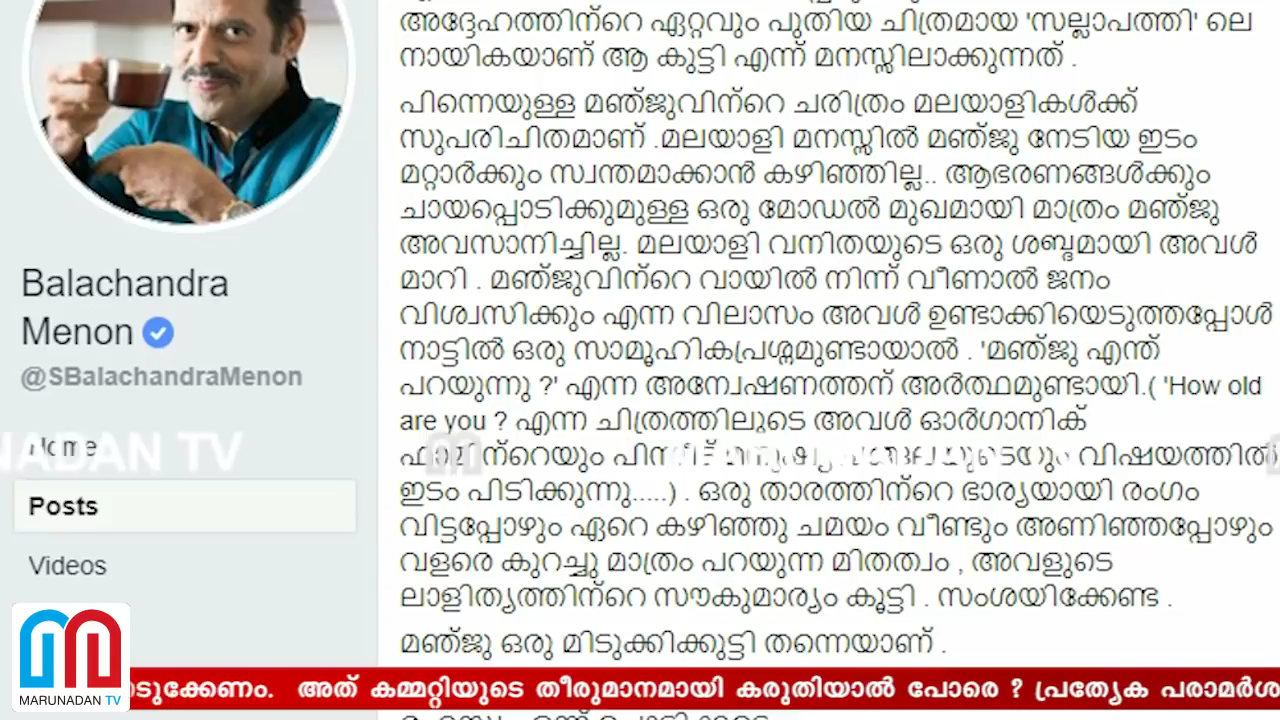 അദ്ദേഹത്തിന്റെ ഏറ്റവും പുതിയ ചിത്രമായ 'സല്ലാപത്തി' ലെ
നായികയാണ് ആ കുട്ടി എന്ന് മനസ്സിലാക്കുന്നത് .
പിന്നെയുള്ള മഞ്ജുവിന്റെ ചരിത്രം മലയാളികൾക്ക്
സുപരിചിതമാണ് .മലയാളി മനസ്സിൽ മഞ്ജു നേടിയ ഇടം
മറ്റാർക്കും സ്വന്തമാക്കാൻ കഴിഞ്ഞില്ല.. ആഭരണങ്ങൾക്കും
ചായപ്പൊടിക്കുമുള്ള ഒരു മോഡൽ മുഖമായി മാത്രം മഞ്ജു
അവസാനിച്ചില്ല. മലയാളി വനിതയുടെ ഒരു ശബ്ദമായി അവൾ
മാറി . മഞ്ജുവിന്റെ വായിൽ നിന്ന് വീണാൽ ജനം
വിശ്വസിക്കും എന്ന വിലാസം അവൾ ഉണ്ടാക്കിയെടുത്തപ്പോൾ
നാട്ടിൽ ഒരു സാമൂഹികപ്രശ്നമുണ്ടായാൽ . 'മഞ്ജു എന്ത്
പറയുന്നു ?' എന്ന അന്വേഷണത്തന് അർത്ഥമുണ്ടായി.( 'How old
are you ? എന്ന ചിത്രത്തിലൂടെ അവൾ ഓർഗാനിക്
ഫാമിന്റെയും പിന്നീട് വിഷയത്തിൽ
ഇടം പിടിക്കുന്നു.....) . ഒരു താരത്തിന്റെ ഭാര്യയായി രംഗം
വിട്ടപ്പോഴും ഏറെ കഴിഞ്ഞു ചമയം വീണ്ടും അണിഞ്ഞപ്പോഴും
വളരെ കുറച്ചു മാത്രം പറയുന്ന മിതത്വം , അവളുടെ
ലാളിത്യത്തിന്റെ സൗകുമാര്യം കൂട്ടി . സംശയിക്കേണ്ട .
മഞ്ജു ഒരു മിടുക്കിക്കുട്ടി തന്നെയാണ് .
Balachandra
Menon
@SBalachandraMenon
Home
NADAN TV
Posts
Videos
MARUNADAN TV
ടുക്കേണം. അത് കമ്മറ്റിയുടെ തീരുമാനമായി കരുതിയാൽ പോരെ ? പ്രത്യേക പരാമർശ